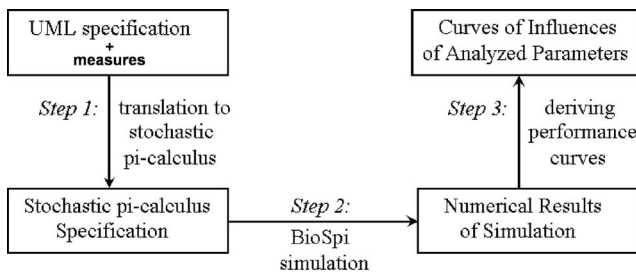 UML specification
+
measures
Curves of Influences
of Analyzed Parameters
Step 1:
translation to
stochastic
pi-calculus
Step 3:
deriving
performance
curves
Stochastic pi-calculus
Specification
Step 2:
BioSpi
simulation
Numerical Results
of Simulation